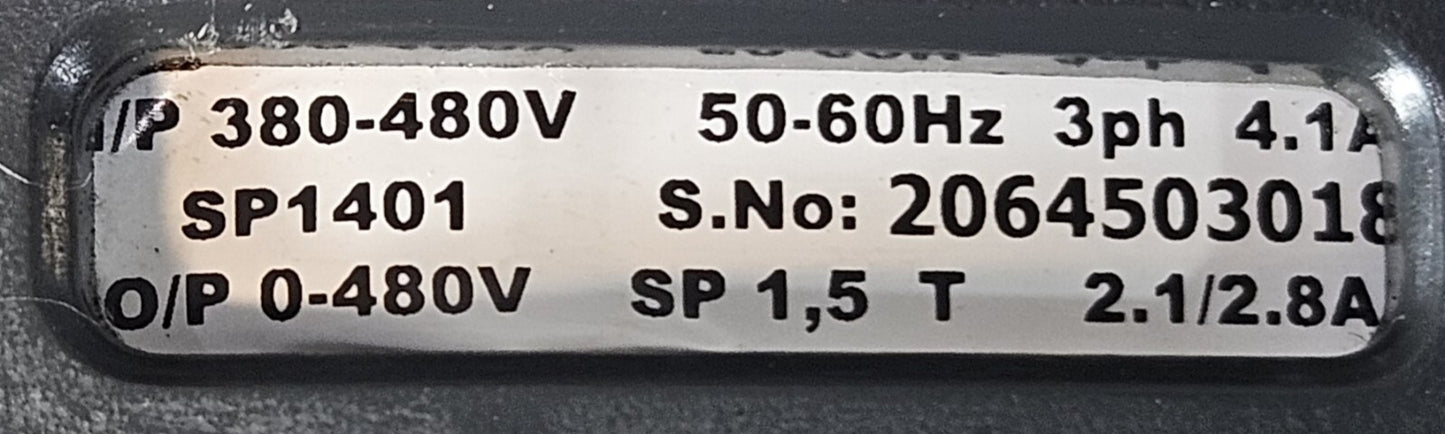 I/P 380-480V 50-60Hz 3ph 4.1A
SP1401 S.No: 2064503018
O/P 0-480V SP 1,5 T 2.1/2.8A